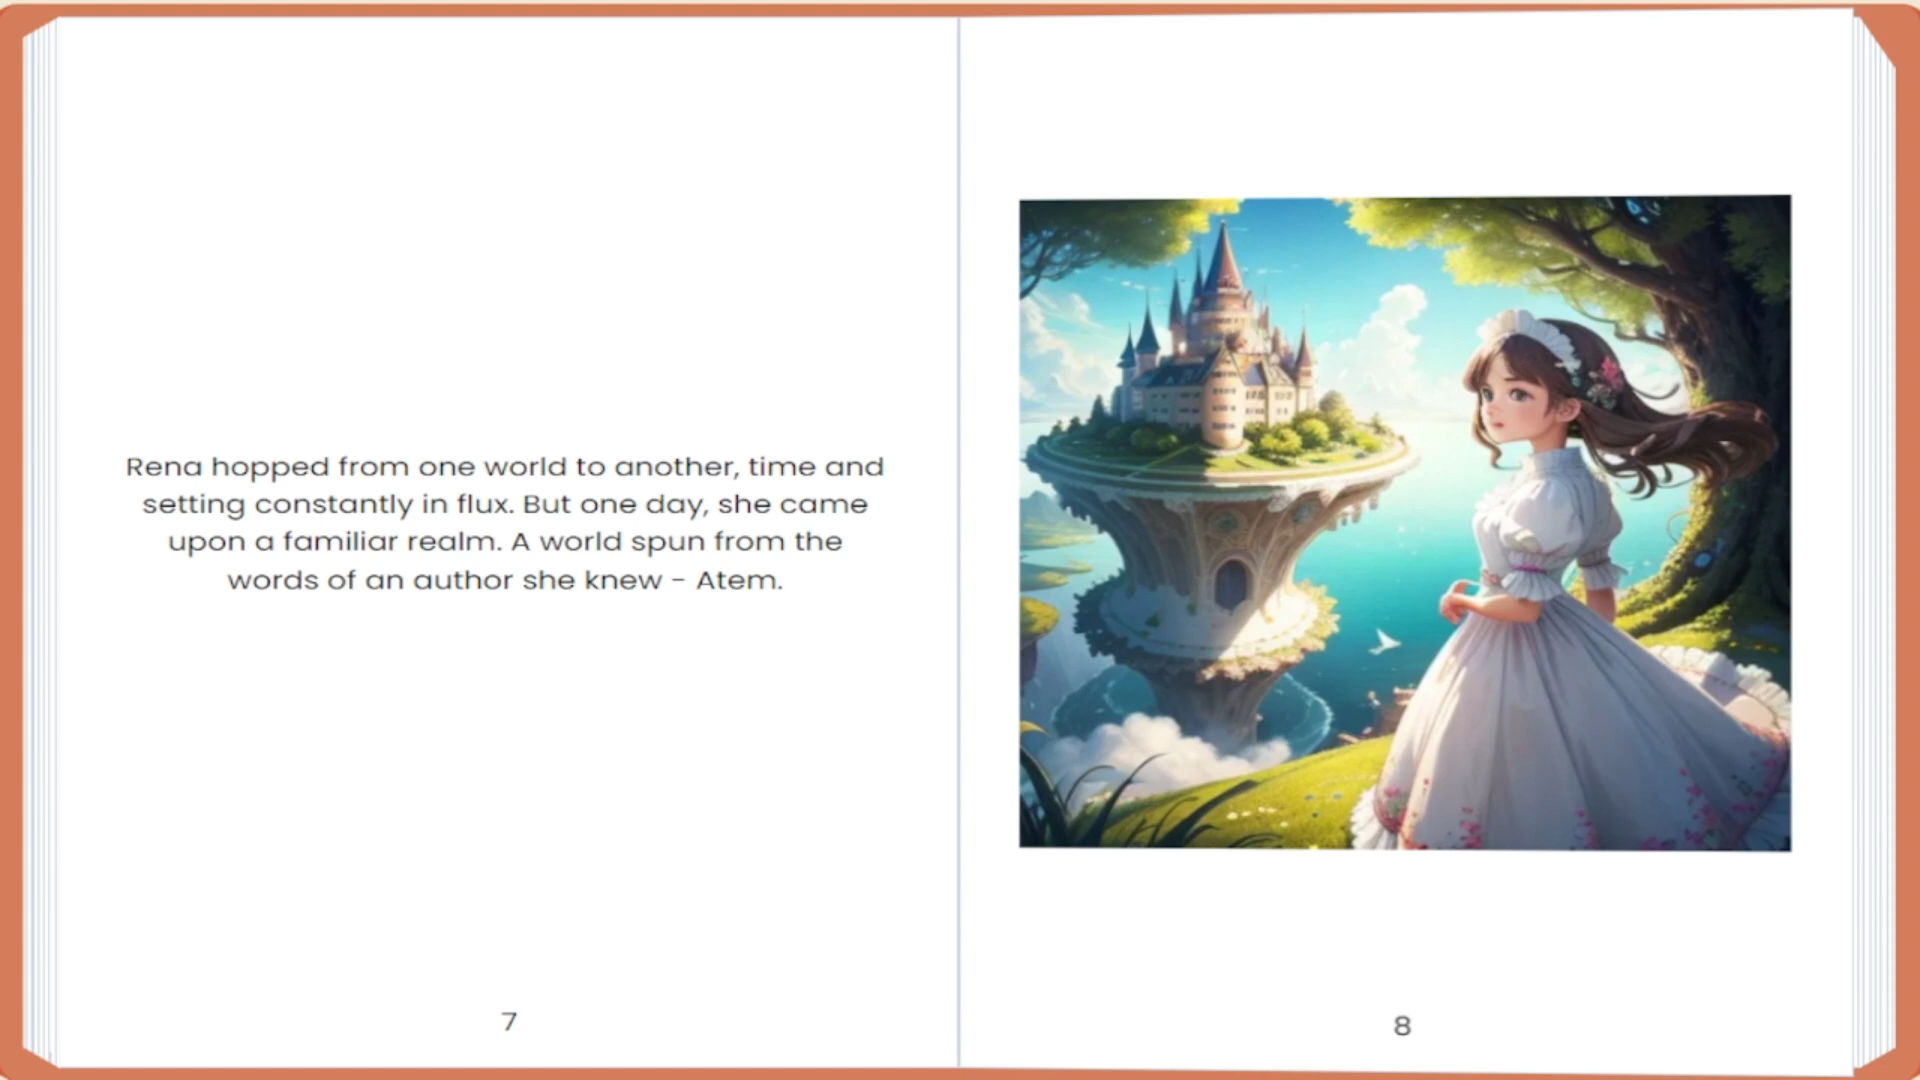 Rena hopped from one world to another, time and
setting constantly in flux. But one day, she came
upon a familiar realm. A world spun from the
words of an author she knew - Atem.
7
8